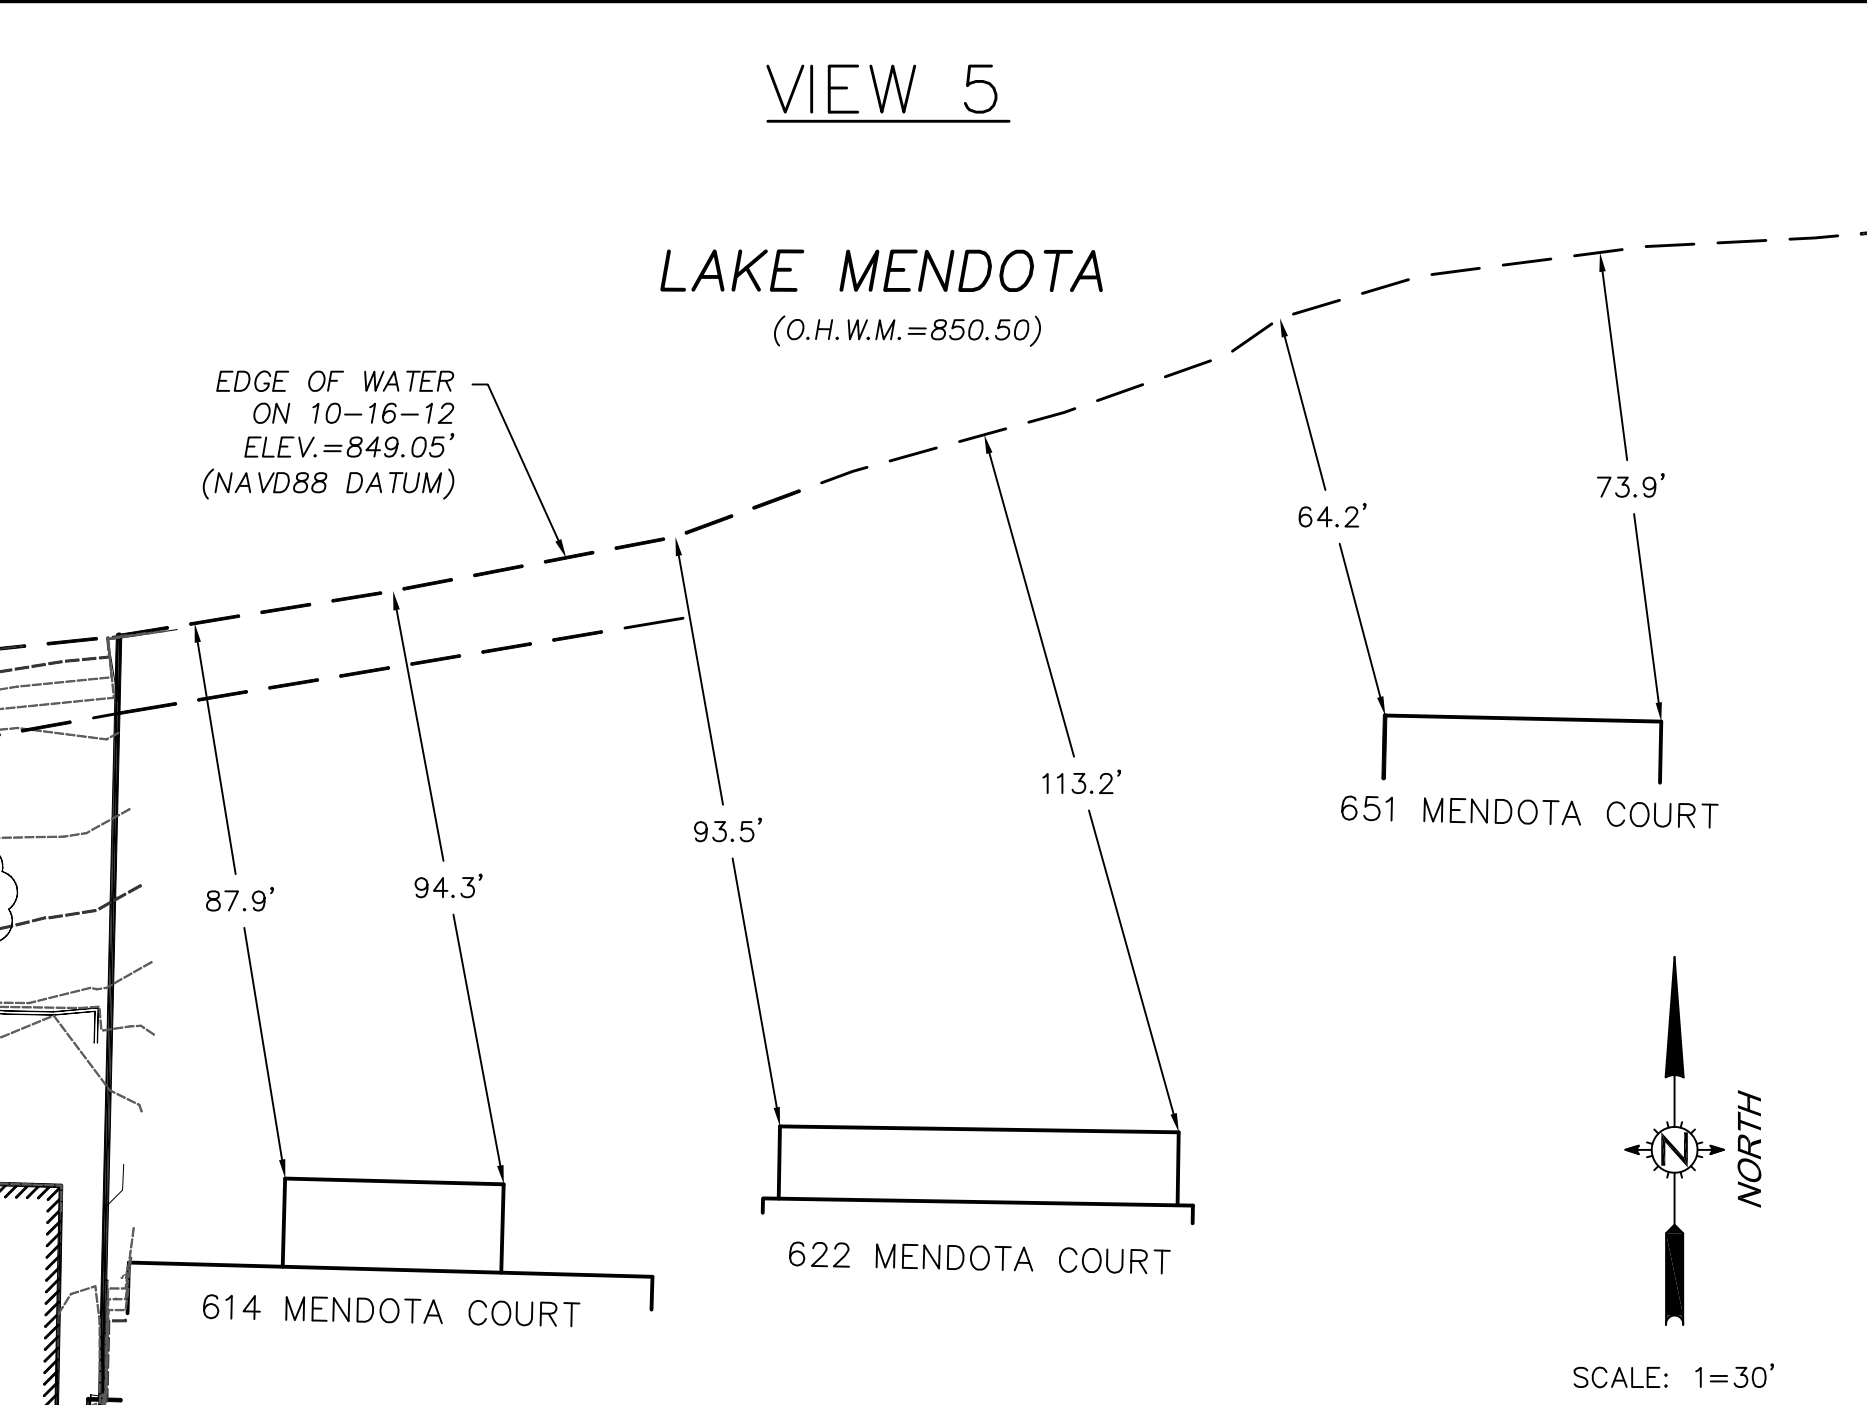 VIEW 5
LAKE MENDOTA
(O.H.W.M.=850.50)
EDGE OF WATER
ON 10-16-12
ELEV.=849.05'
(NAVD88 DATUM)
73.9'
64.2'
113.2'
651 MENDOTA COURT
93.5'
94.3'
87.9'
N
NORTH
622 MENDOTA COURT
614 MENDOTA COURT
SCALE: 1=30'